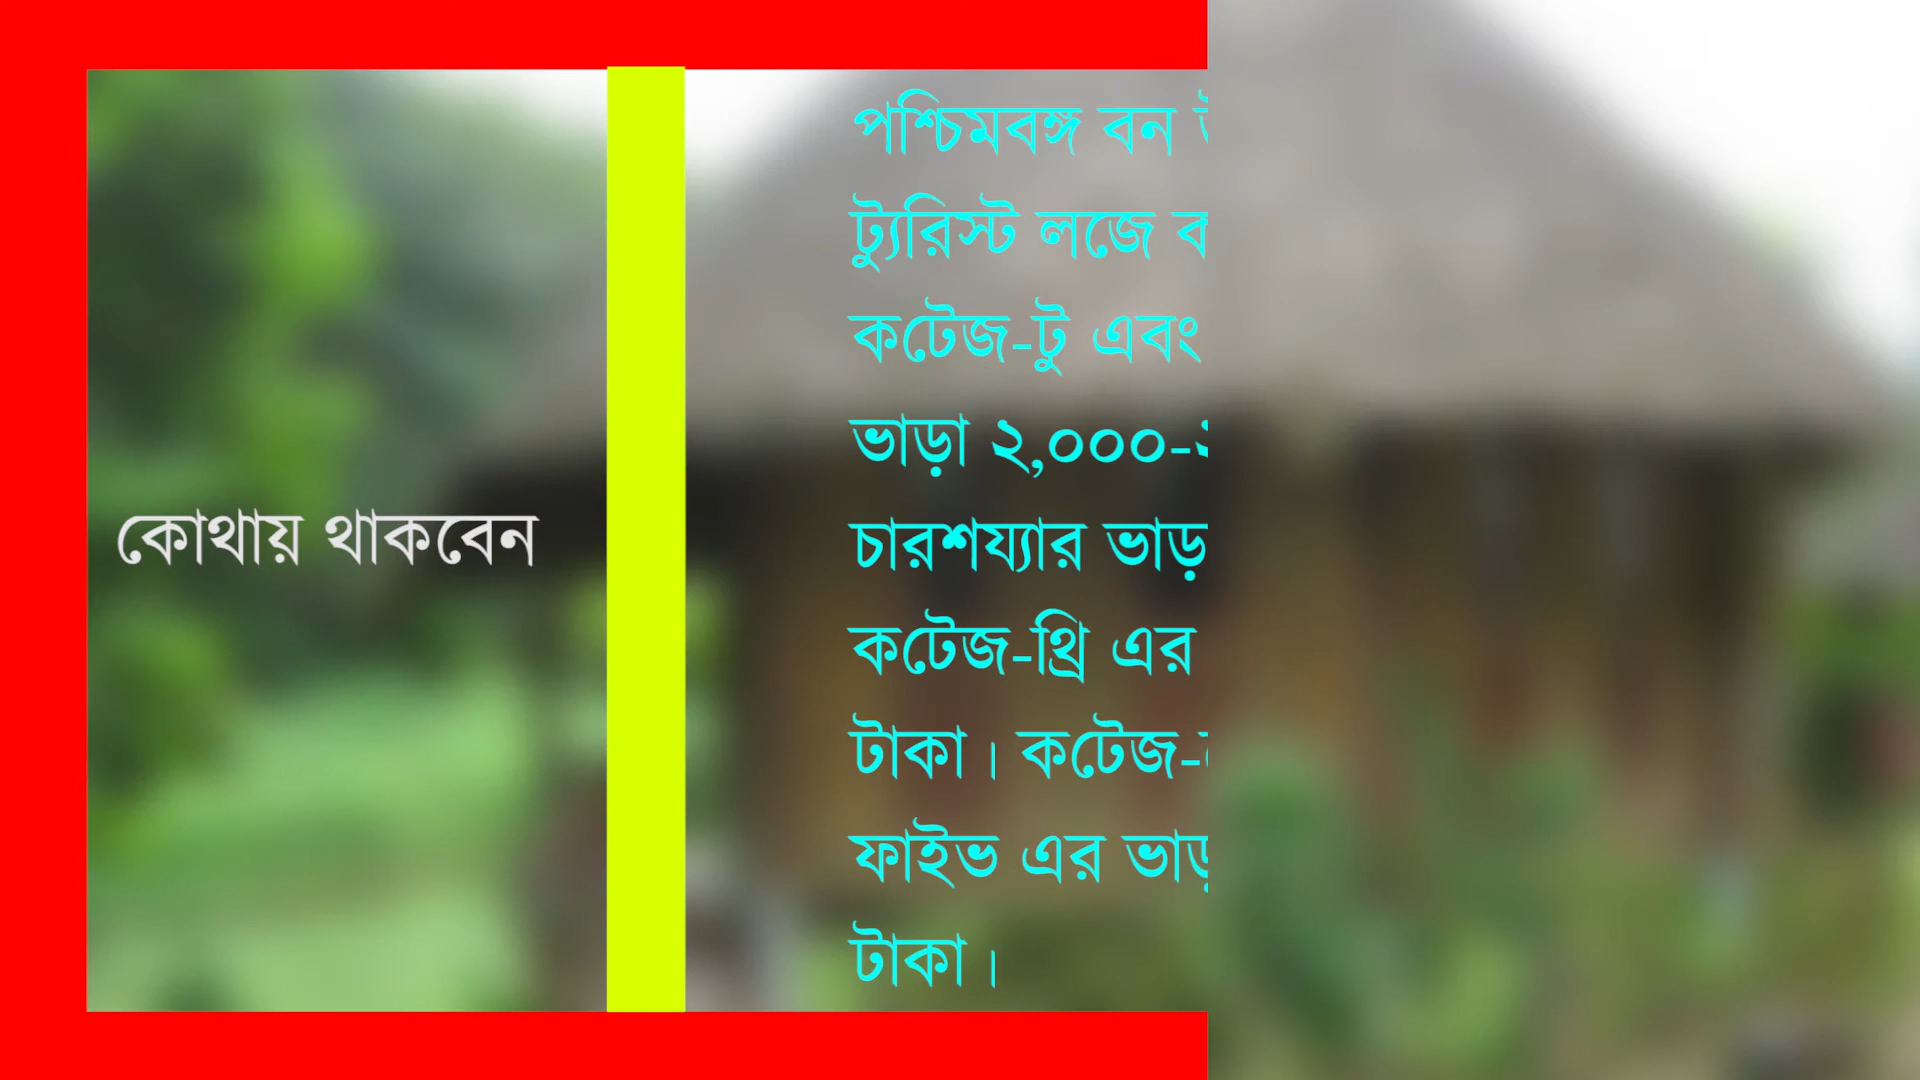 কোথায় থাকবেন
পশ্চিমবঙ্গ বন
ট্যুরিস্ট লজে
কটেজ-টু এবং
ভাড়া ২,০০০-
চারশয্যার
কটেজ-থ্রি এর
টাকা। কটেজ-
ফাইভ এর
টাকা।